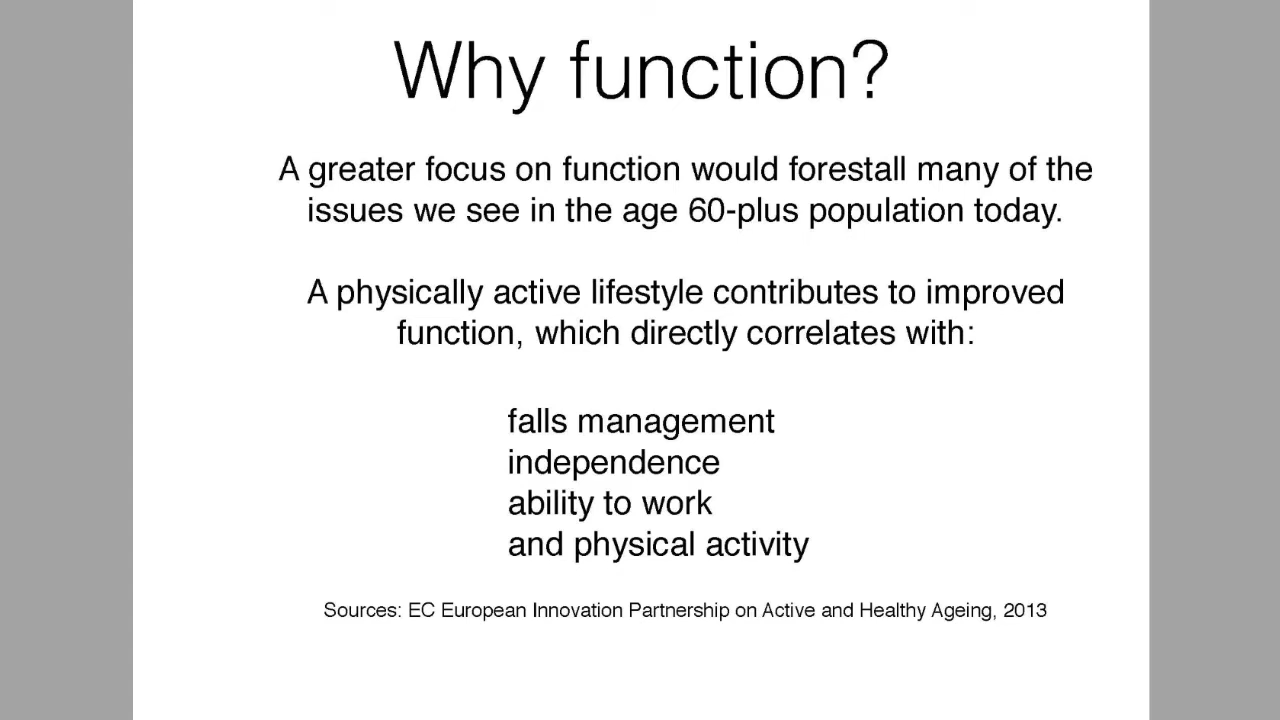 Why function?
A greater focus on function would forestall many of the
issues we see in the age 60-plus population today.
A physically active lifestyle contributes to improved
function, which directly correlates with:
falls management
independence
ability to work
and physical activity
Sources: EC European Innovation Partnership on Active and Healthy Ageing, 2013